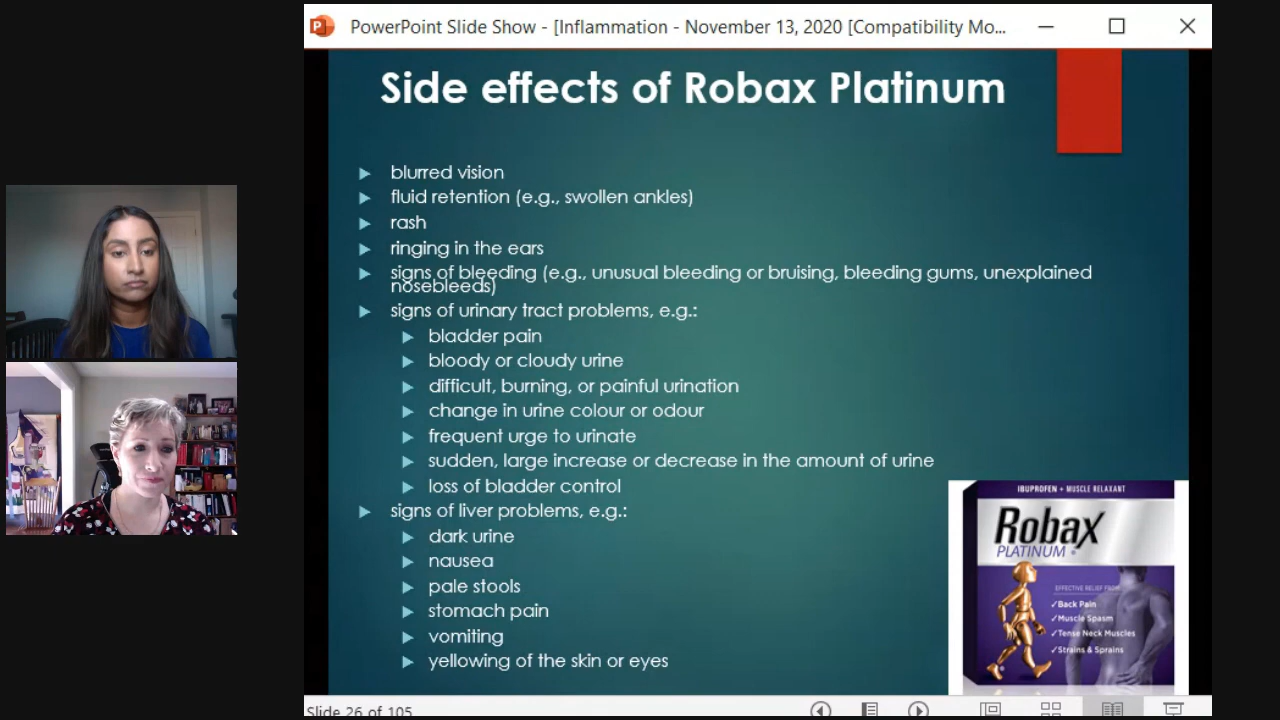 PowerPoint Slide Show - [Inflammation - November 13, 2020 [Compatibility Mo...
Side effects of Robax Platinum
blurred vision
fluid retention (e.g., swollen ankles)
rash
ringing in the ears
signs of bleeding (e.g., unusual bleeding or bruising, bleeding gums, unexplained
nosebleeds)
signs of urinary tract problems, e.g.:
bladder pain
bloody or cloudy urine
difficult, burning, or painful urination
change in urine colour or odour
frequent urge to urinate
sudden, large increase or decrease in the amount of urine
loss of bladder control
signs of liver problems, e.g.:
dark urine
nausea
pale stools
stomach pain
vomiting
yellowing of the skin or eyes
IBUPROFEN + MUSCLE RELAXANT
Robax
PLATINUM
EFFECTIVE RELIEF FROM
✓Back Pain
✓Muscle Spasm
✓Tense Neck Muscles
✓Strains & Sprains
Slide 26 of 105